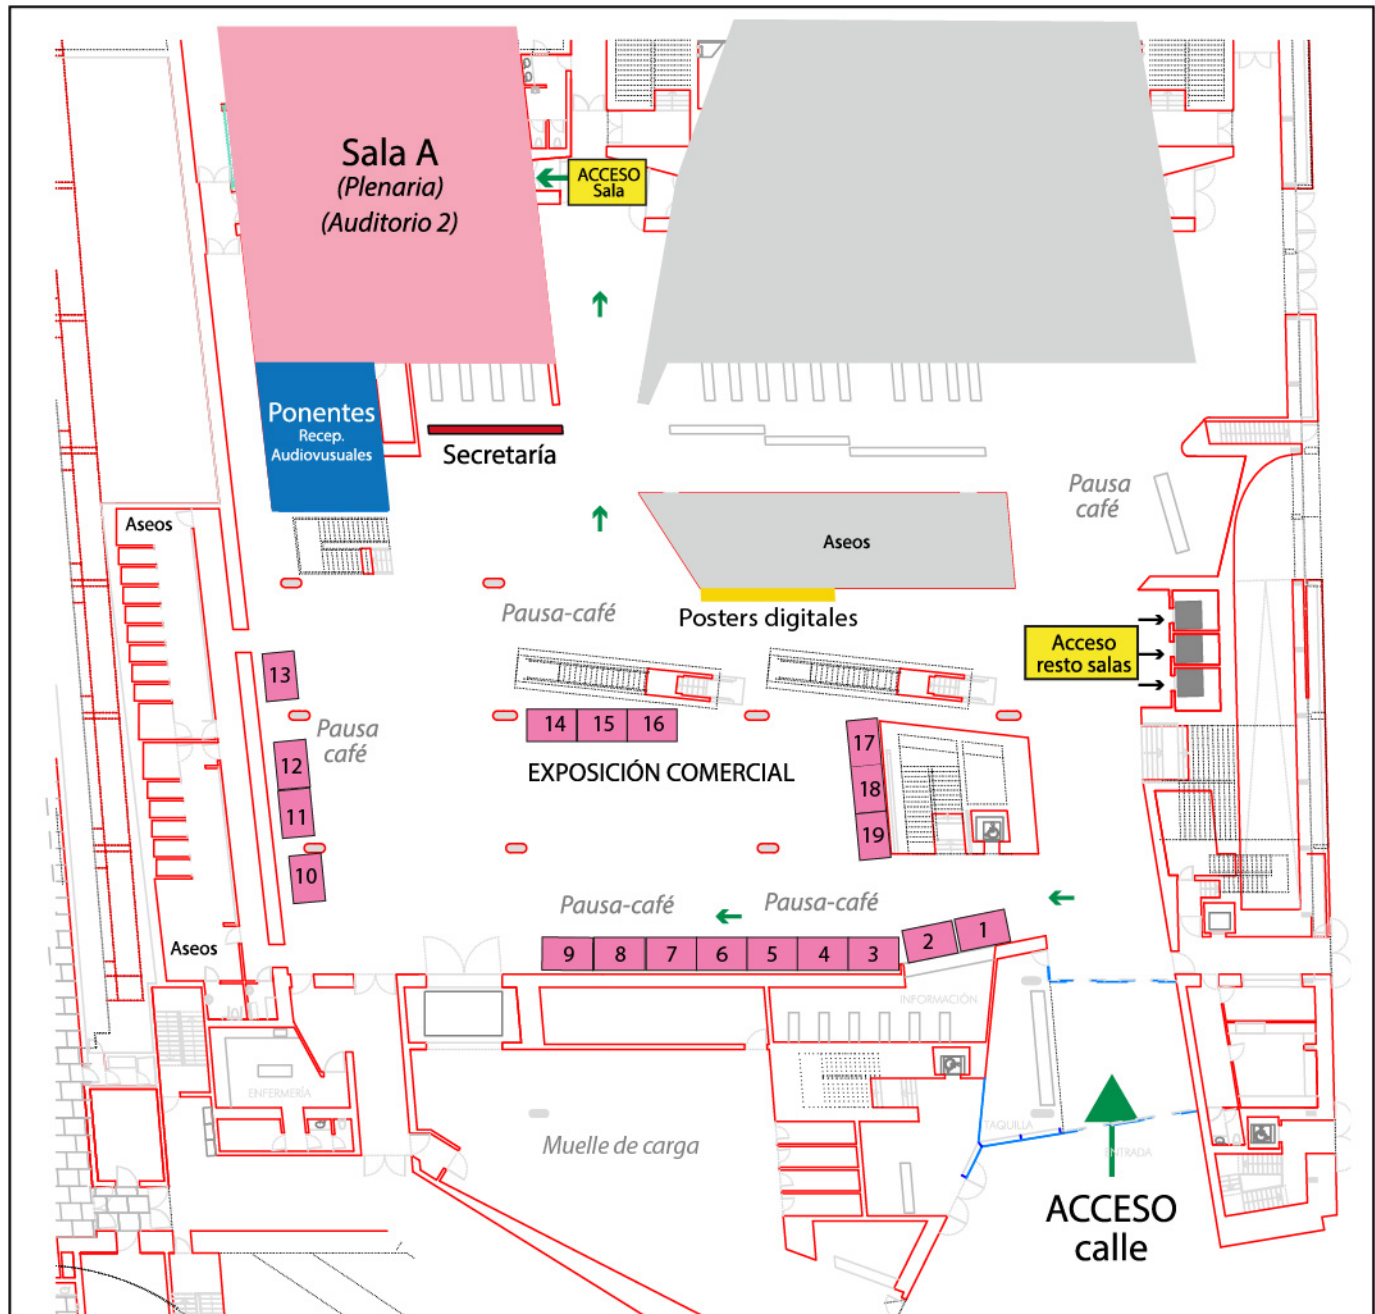 Sala A
(Plenaria)
(Auditorio 2)
ACCESO
Sala
Ponentes
Recep.
Audiovusuales
Secretaría
Pausa
café
Aseos
Aseos
Pausa-café
Posters digitales
Acceso
resto salas
13
Pausa
café
14 15 16
17
12
EXPOSICIÓN COMERCIAL
18
11
19
10
Pausa-café
Pausa-café
1
2
9 8 7 6 5 4 3
Aseos
INFORMACIÓN
ENFERMERÍA
TAQUILLA
Muelle de carga
ENTRADA
ACCESO
calle